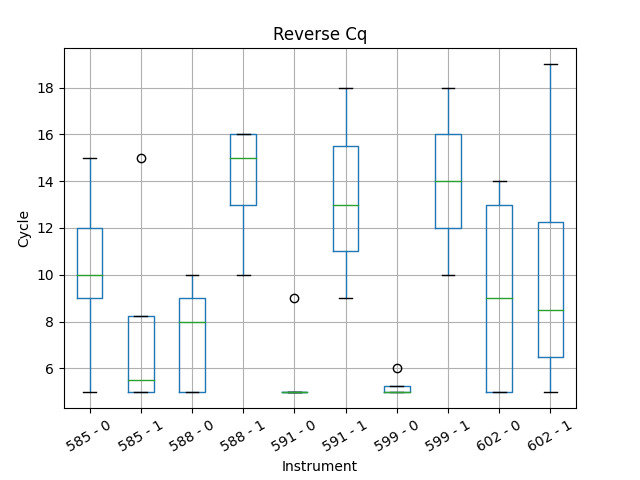 Reverse Cq
Cycle
18
16
14
12
10
8
6
585 - 0
585 - 1
588 - 0
588 - 1
591 - 0
591 - 1
599 - 0
599 - 1
602 - 0
602 - 1
Instrument